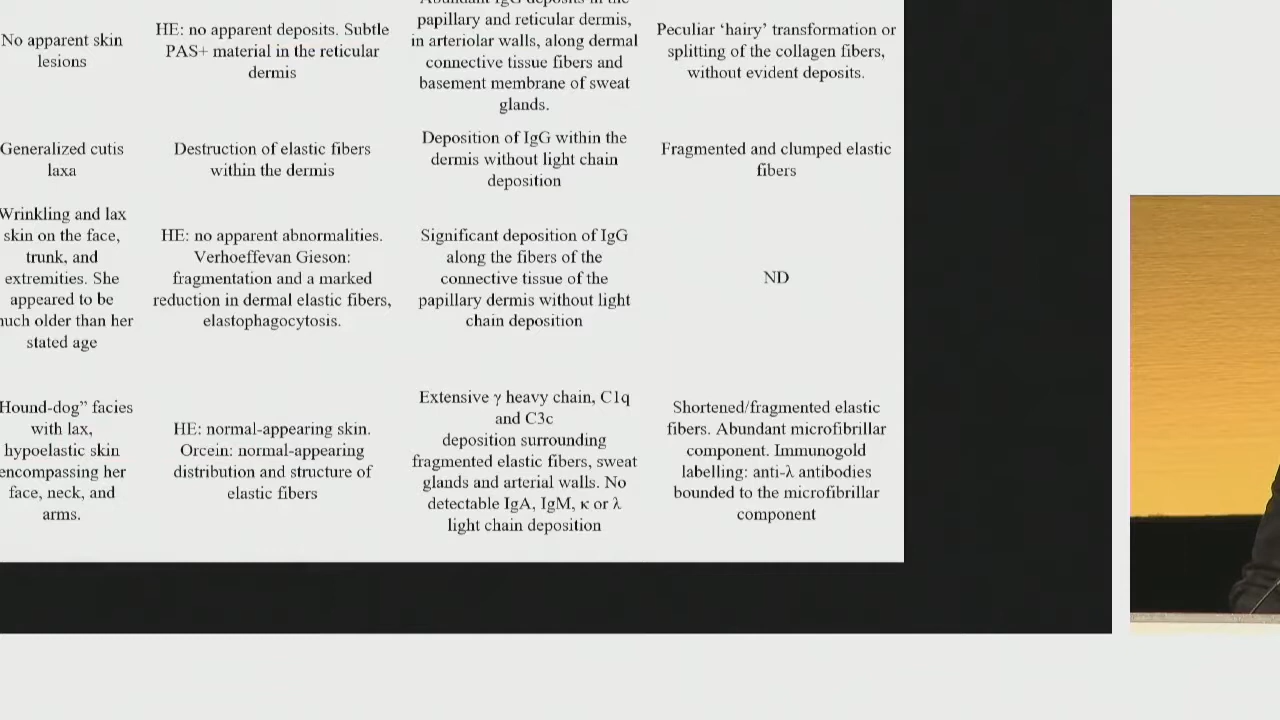 No apparent skin
lesions
HE: no apparent deposits. Subtle
PAS+ material in the reticular
dermis
Abundant IgG deposits in the
papillary and reticular dermis,
in arteriolar walls, along dermal
connective tissue fibers and
basement membrane of sweat
glands.
Peculiar ‘hairy’ transformation or
splitting of the collagen fibers,
without evident deposits.
Generalized cutis
laxa
Destruction of elastic fibers
within the dermis
Deposition of IgG within the
dermis without light chain
deposition
Fragmented and clumped elastic
fibers
Wrinkling and lax
skin on the face,
trunk, and
extremities. She
appeared to be
much older than her
stated age
HE: no apparent abnormalities.
Verhoeffevan Gieson:
fragmentation and a marked
reduction in dermal elastic fibers,
elastophagocytosis.
Significant deposition of IgG
along the fibers of the
connective tissue of the
papillary dermis without light
chain deposition
ND
Hound-dog” facies
with lax,
hypoelastic skin
encompassing her
face, neck, and
arms.
HE: normal-appearing skin.
Orcein: normal-appearing
distribution and structure of
elastic fibers
Extensive γ heavy chain, C1q
and C3c
deposition surrounding
fragmented elastic fibers, sweat
glands and arterial walls. No
detectable IgA, IgM, κ or λ
light chain deposition
Shortened/fragmented elastic
fibers. Abundant microfibrillar
component. Immunogold
labelling: anti-λ antibodies
bounded to the microfibrillar
component